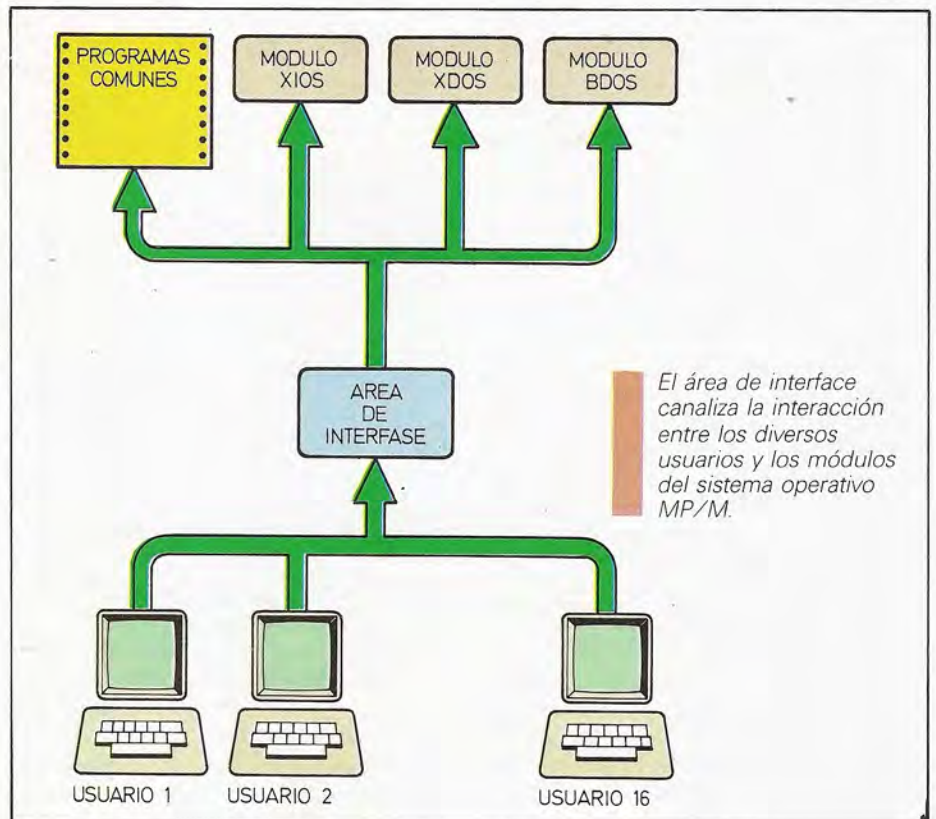 PROGRAMAS
COMUNES
MODULO
XIOS
MODULO
XDOS
MODULO
BDOS
AREA
DE
INTERFASE
El área de interface
canaliza la interacción
entre los diversos
usuarios y los módulos
del sistema operativo
MP/M.
USUARIO 1
USUARIO 2
USUARIO 16